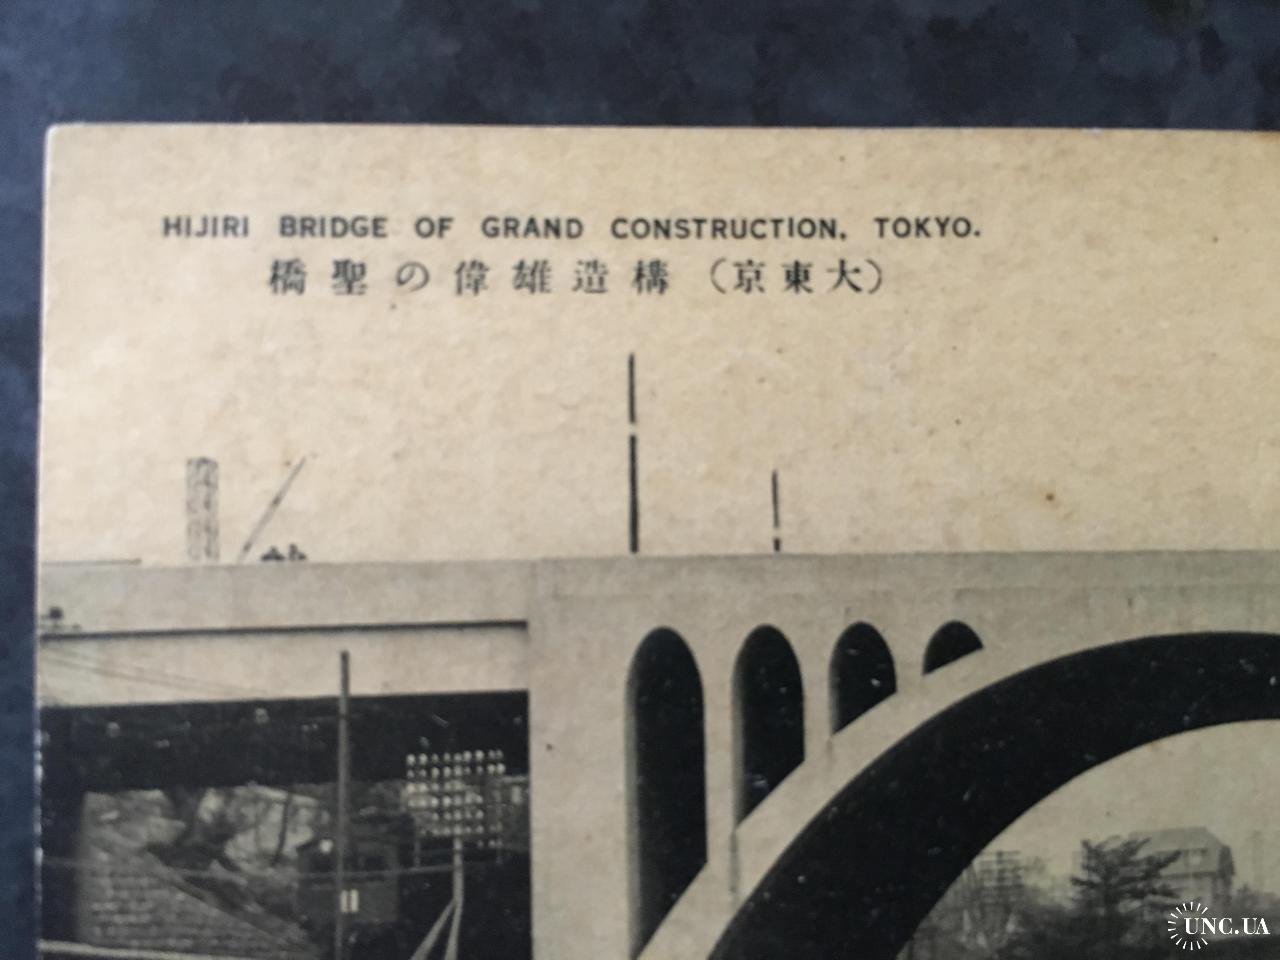 HIJIRI BRIDGE OF GRAND CONSTRUCTION, TOKYO.
橋聖の偉雄造構（京東大）
UNC.UA